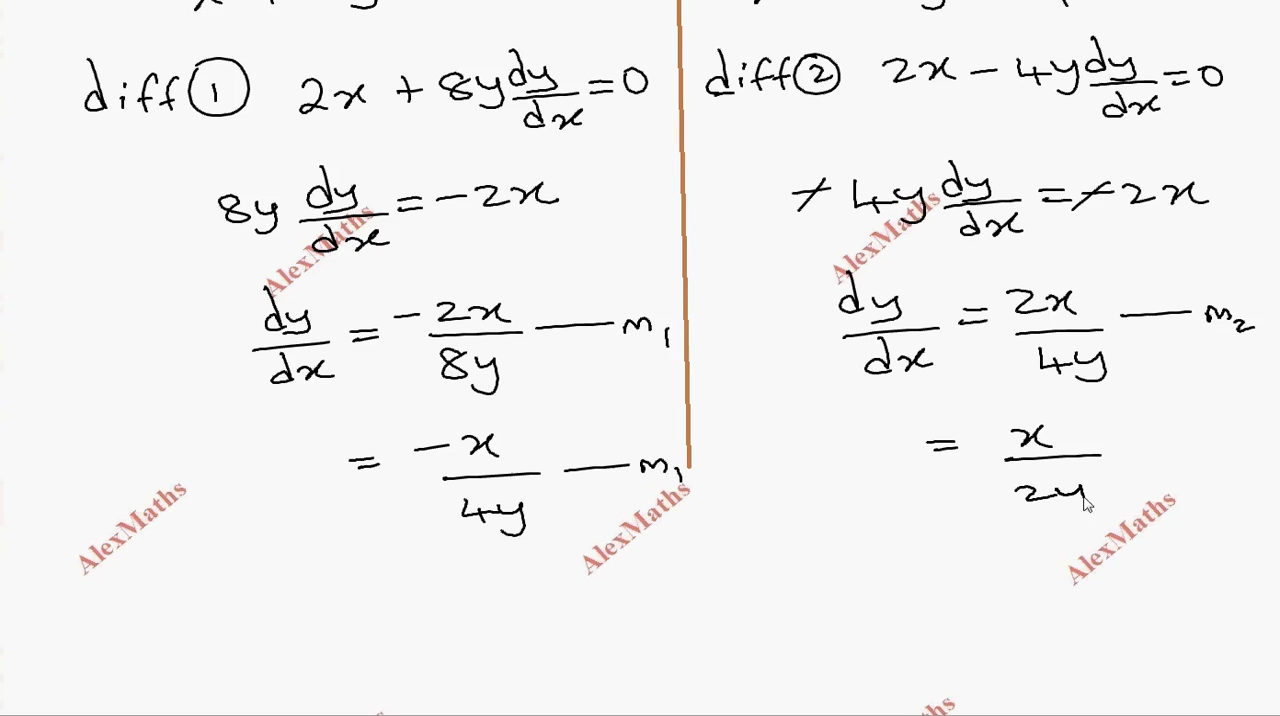 diff ① 2x + 8y dy/dx = 0
8y dy/dx = -2x
dy/dx = -2x/8y — m₁
= -x/4y — m₁
diff ② 2x - 4y dy/dx = 0
- 4y dy/dx = -2x
dy/dx = 2x/4y — m₂
= x/2y
AlexMaths
AlexMaths
AlexMaths
AlexMaths
AlexMaths